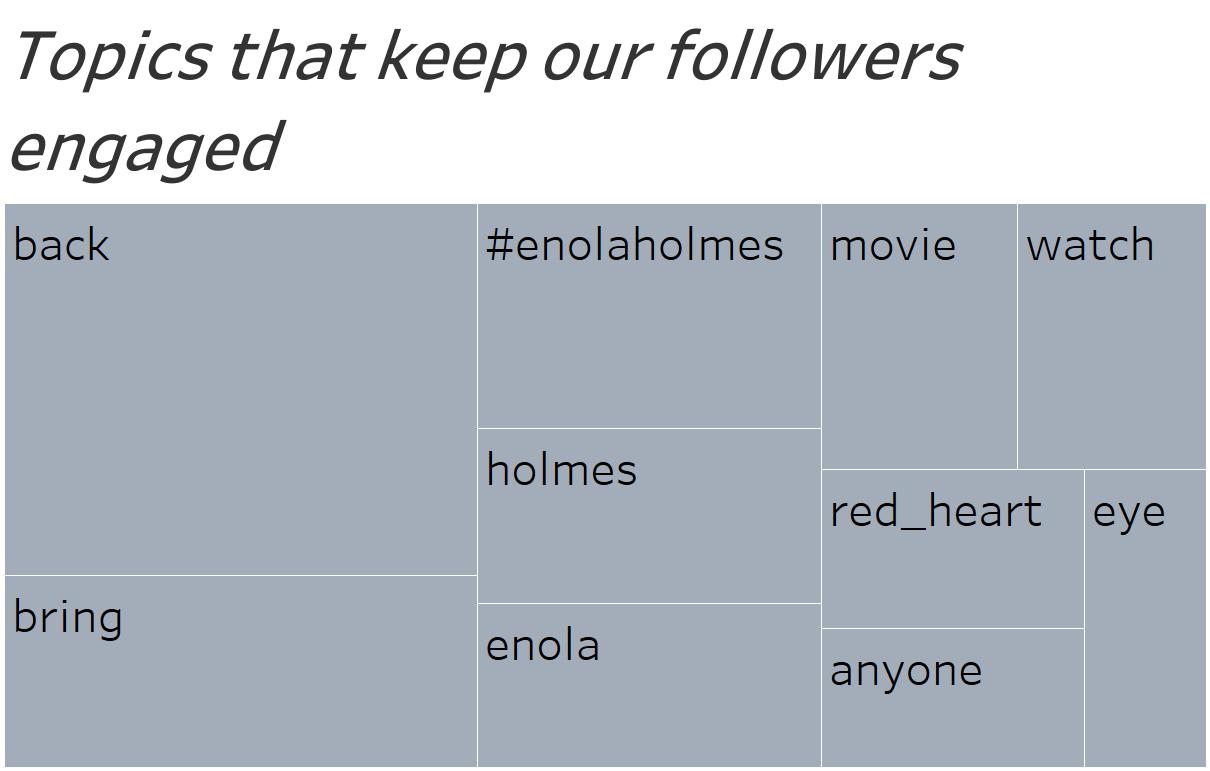 Topics that keep our followers
engaged
back
#enolaholmes
movie
watch
holmes
red_heart
eye
bring
enola
anyone